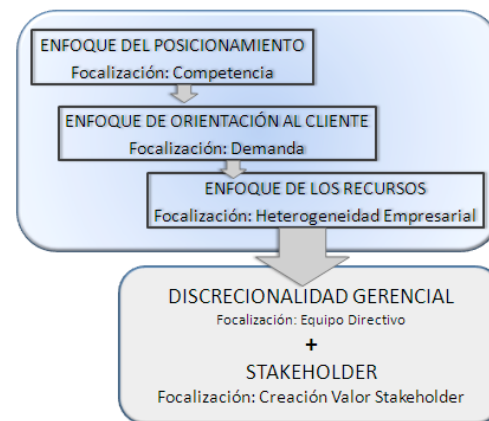 ENFOQUE DEL POSICIONAMIENTO
Focalización: Competencia
ENFOQUE DE ORIENTACIÓN AL CLIENTE
Focalización: Demanda
ENFOQUE DE LOS RECURSOS
Focalización: Heterogeneidad Empresarial
DISCRECIONALIDAD GERENCIAL
Focalización: Equipo Directivo
+
STAKEHOLDER
Focalización: Creación Valor Stakeholder